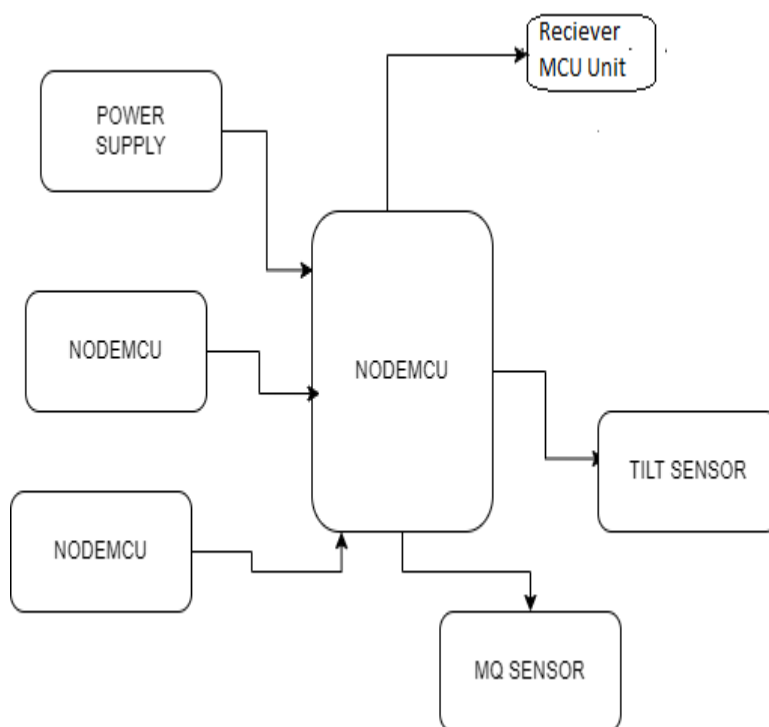 Reciever
MCU Unit
POWER
SUPPLY
NODEMCU
NODEMCU
TILT SENSOR
NODEMCU
MQ SENSOR